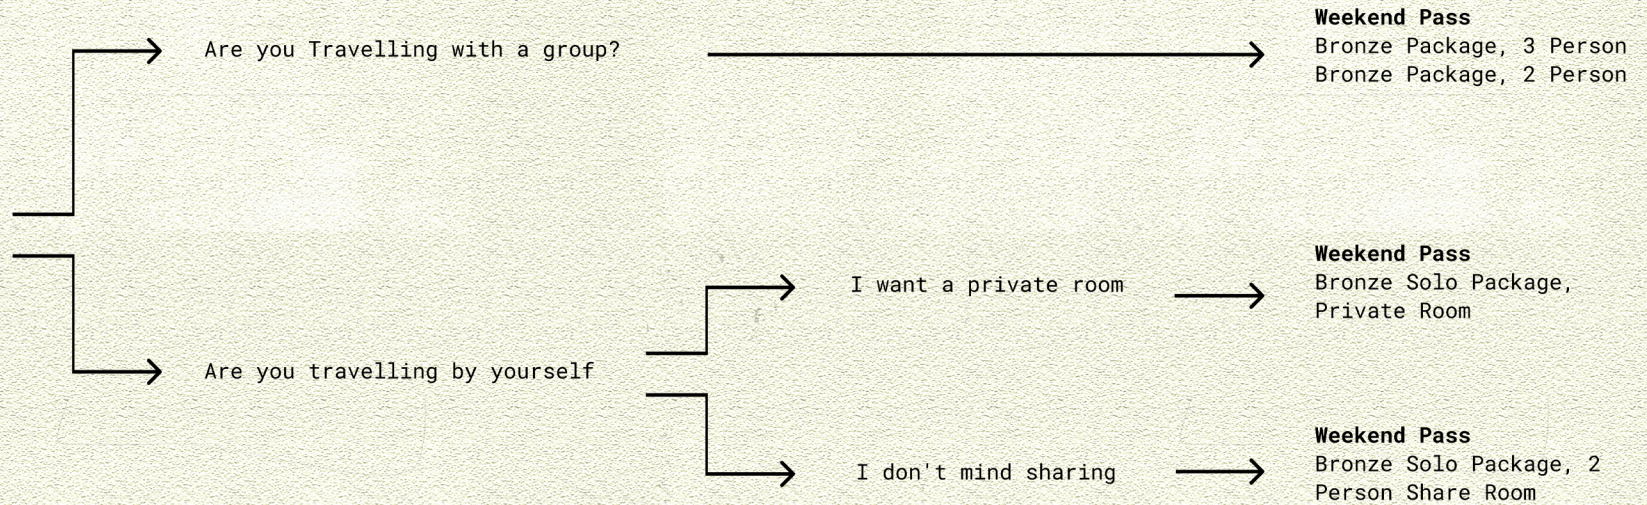 Are you Travelling with a group?
Weekend Pass
Bronze Package, 3 Person
Bronze Package, 2 Person
Are you travelling by yourself
I want a private room
Weekend Pass
Bronze Solo Package,
Private Room
I don't mind sharing
Weekend Pass
Bronze Solo Package, 2
Person Share Room